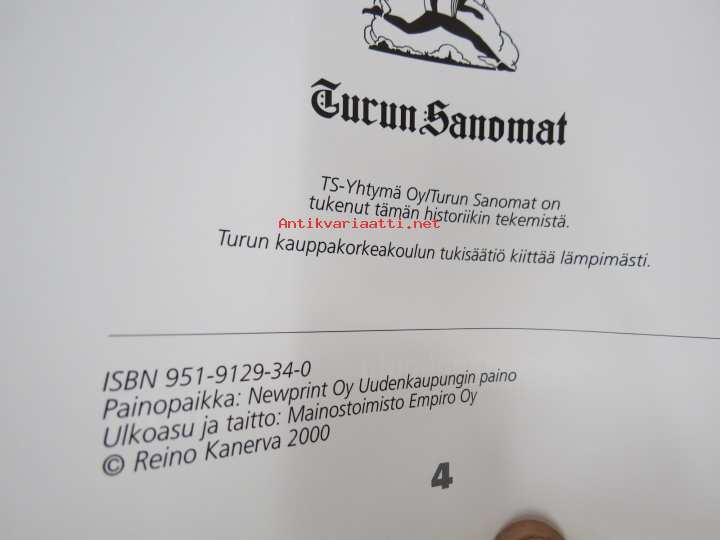 Turun Sanomat
TS-Yhtymä Oy/Turun Sanomat on
tukenut tämän historiikin tekemistä.
Antikvariaatti.net
Turun kauppakorkeakoulun tukisäätiö kiittää lämpimästi.
ISBN 951-9129-34-0
Painopaikka: Newprint Oy Uudenkaupungin paino
Ulkoasu ja taitto: Mainostoimisto Empiro Oy
© Reino Kanerva 2000
4